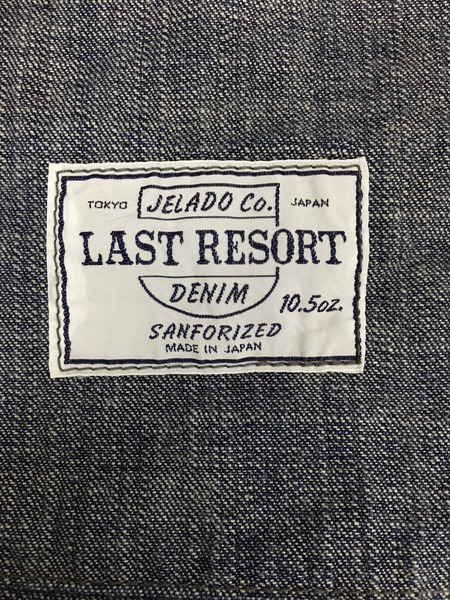 TOKYO JELADO Co. JAPAN
LAST RESORT
DENIM
10.5oz.
SANFORIZED
MADE IN JAPAN